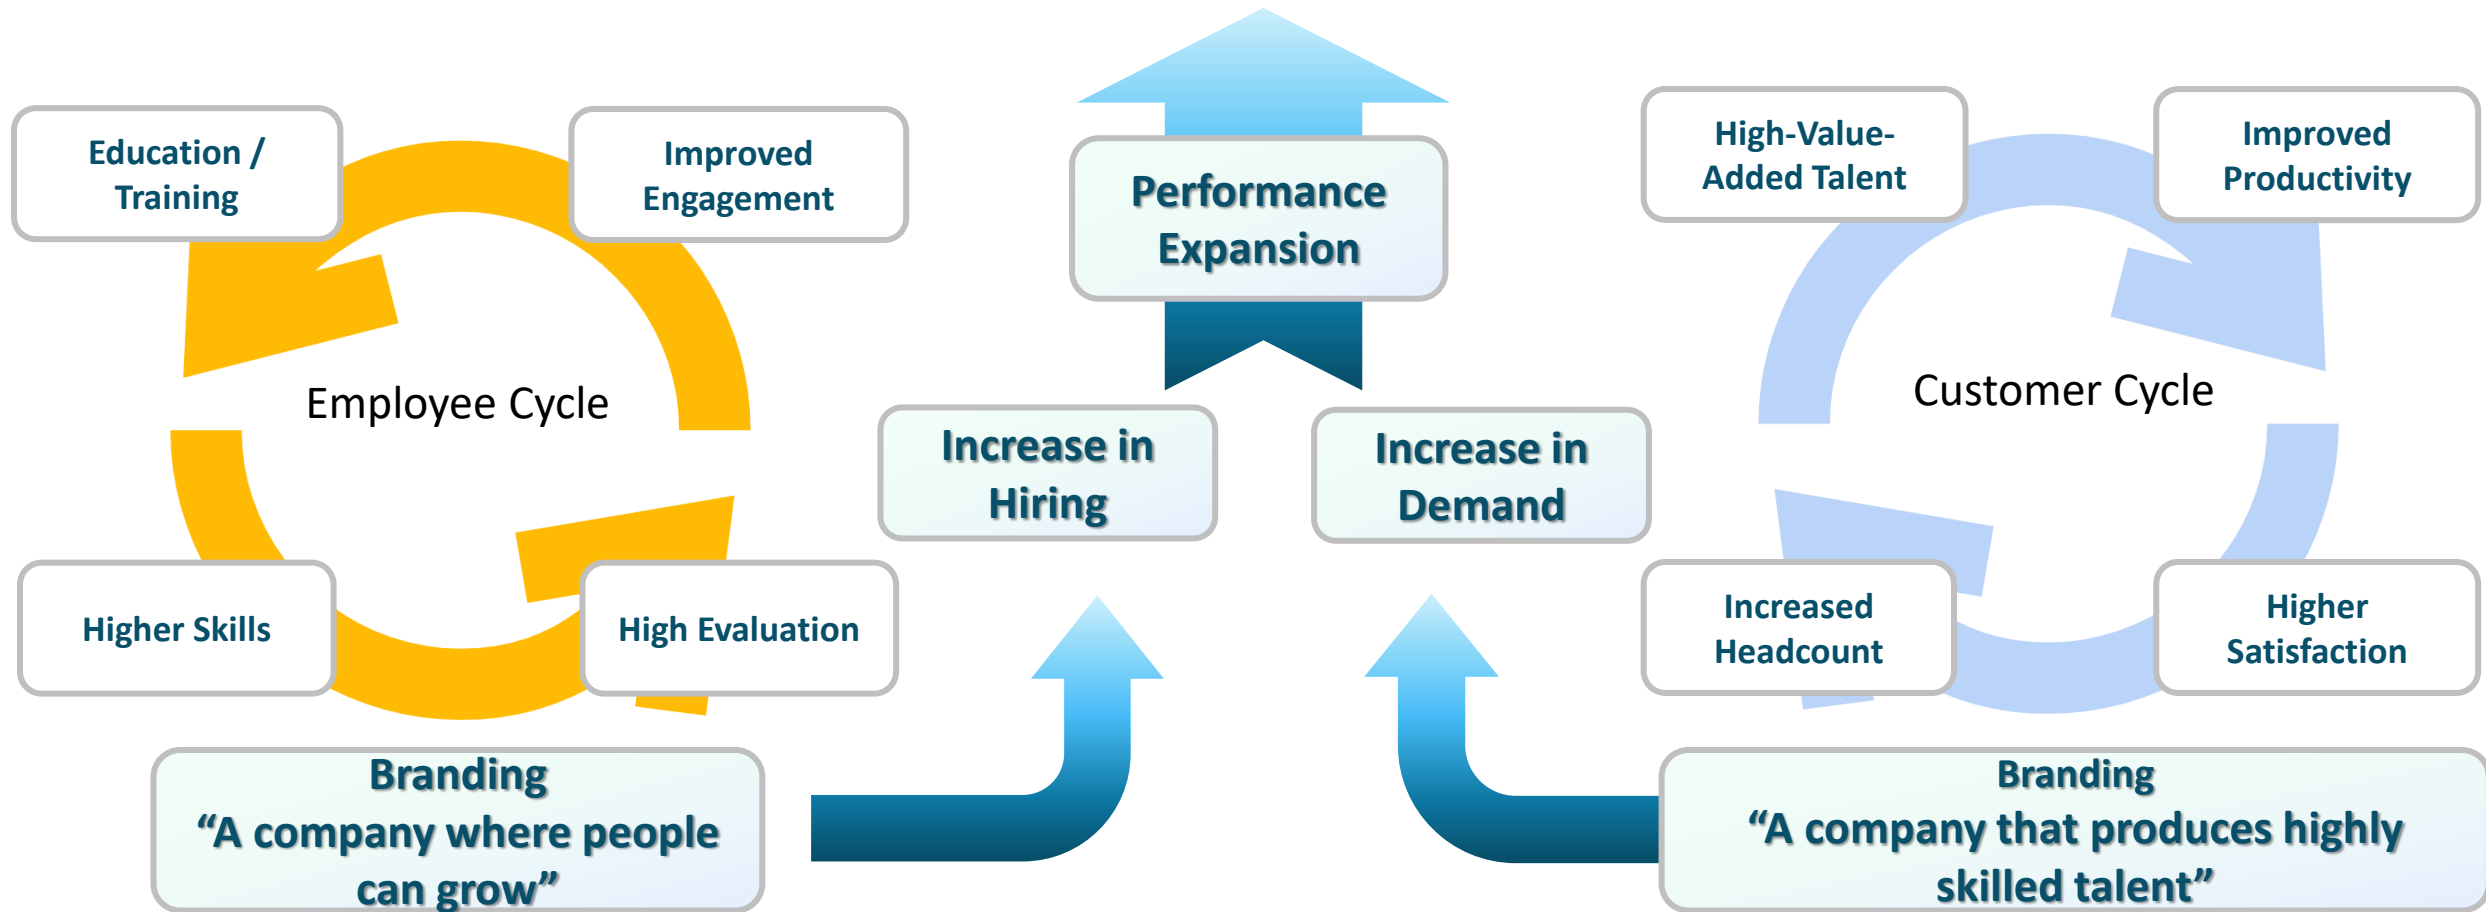 Education /
Training
Improved
Engagement
Employee Cycle
Higher Skills
High Evaluation
Branding
“A company where people
can grow”
Performance
Expansion
Increase in
Hiring
Increase in
Demand
High-Value-
Added Talent
Improved
Productivity
Customer Cycle
Increased
Headcount
Higher
Satisfaction
Branding
“A company that produces highly
skilled talent”